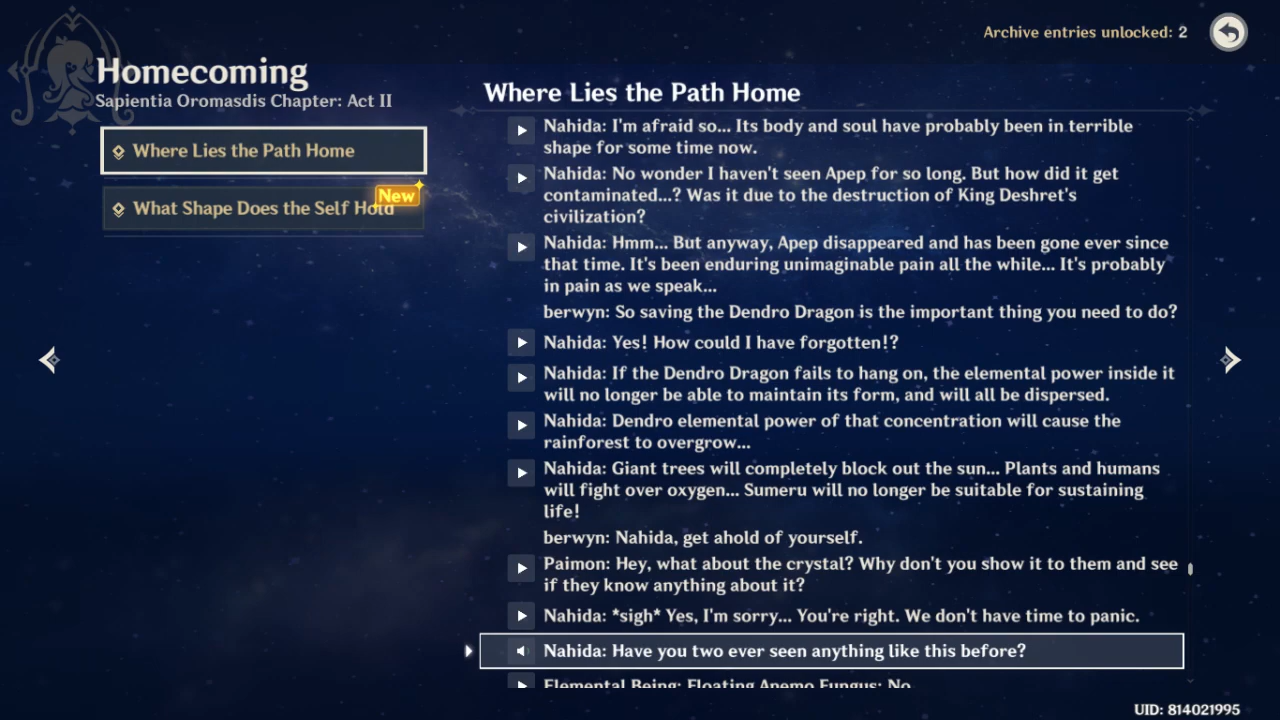 Archive entries unlocked: 2
Homecoming
Sapientia Oromasdis Chapter: Act II
Where Lies the Path Home
What Shape Does the Self Hold
New
Where Lies the Path Home
Nahida: I'm afraid so... Its body and soul have probably been in terrible
shape for some time now.
Nahida: No wonder I haven't seen Apep for so long. But how did it get
contaminated...? Was it due to the destruction of King Deshret's
civilization?
Nahida: Hmm... But anyway, Apep disappeared and has been gone ever since
that time. It's been enduring unimaginable pain all the while... It's probably
in pain as we speak...
berwyn: So saving the Dendro Dragon is the important thing you need to do?
Nahida: Yes! How could I have forgotten!?
Nahida: If the Dendro Dragon fails to hang on, the elemental power inside it
will no longer be able to maintain its form, and will all be dispersed.
Nahida: Dendro elemental power of that concentration will cause the
rainforest to overgrow...
Nahida: Giant trees will completely block out the sun... Plants and humans
will fight over oxygen... Sumeru will no longer be suitable for sustaining
life!
berwyn: Nahida, get ahold of yourself.
Paimon: Hey, what about the crystal? Why don't you show it to them and see
if they know anything about it?
Nahida: *sigh* Yes, I'm sorry... You're right. We don't have time to panic.
Nahida: Have you two ever seen anything like this before?
Elemental Being: Floating Anemo Fungus: No
UID: 814021995